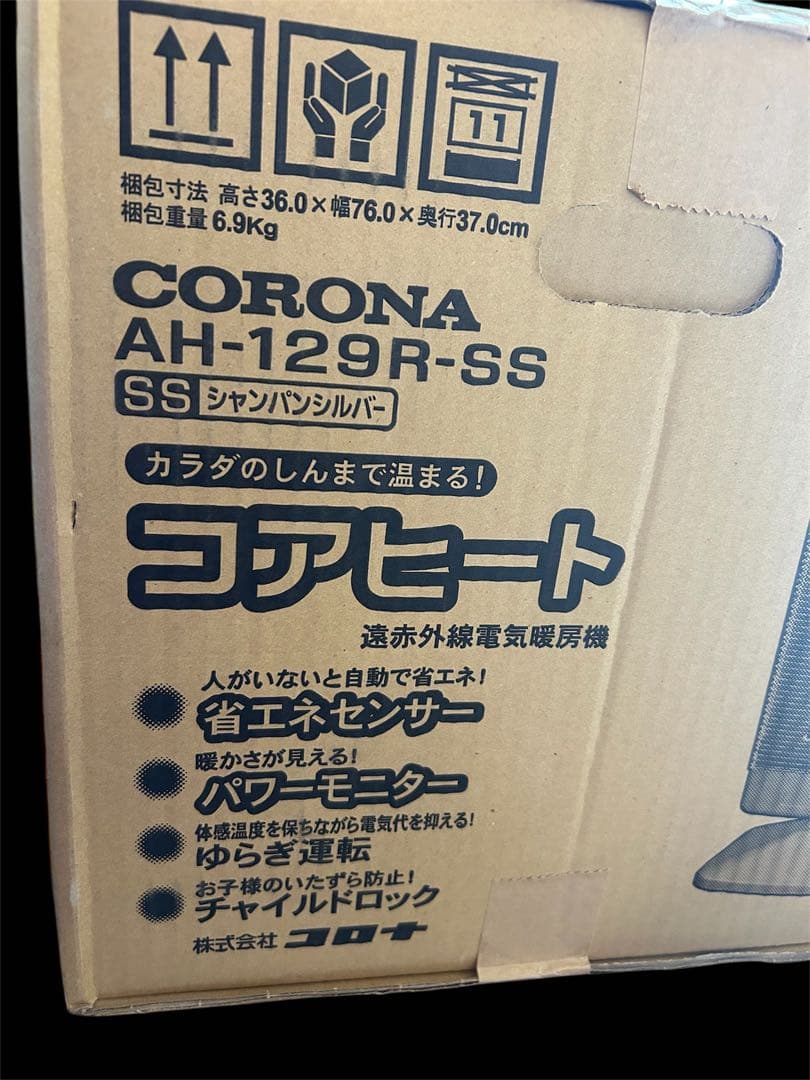 11
梱包寸法 高さ36.0×幅76.0×奥行37.0cm
梱包重量 6.9Kg
CORONA
AH-129R-SS
SS シャンパンシルバー
カラダのしんまで温まる!
コアヒート
遠赤外線電気暖房機
人がいないと自動で省エネ!
省エネセンサー
暖かさが見える!
パワーモニター
体感温度を保ちながら電気代を抑える!
ゆらぎ運転
お子様のいたずら防止!
チャイルドロック
株式会社 コロナ